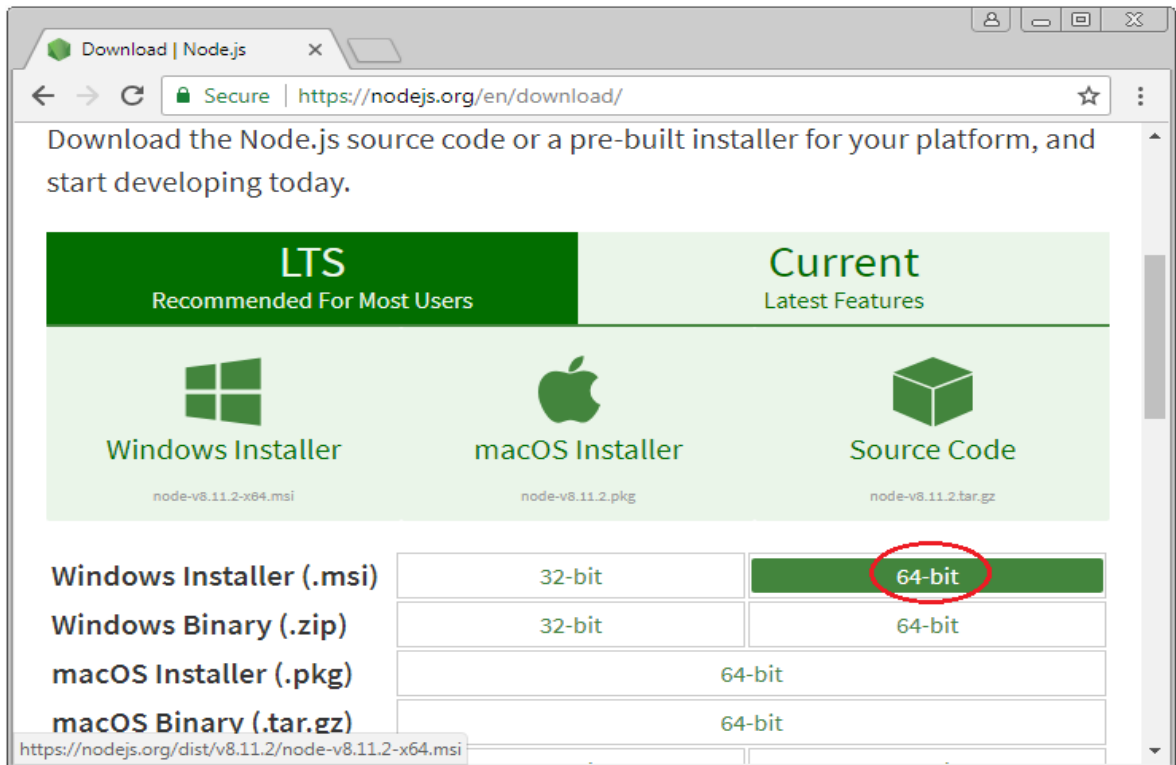 Download | Node.js
Secure | https://nodejs.org/en/download/
Download the Node.js source code or a pre-built installer for your platform, and
start developing today.
LTS
Recommended For Most Users
Current
Latest Features
Windows Installer
macOS Installer
Source Code
node-v8.11.2-x64.msi
node-v8.11.2.pkg
node-v8.11.2.tar.gz
Windows Installer (.msi) 32-bit 64-bit
Windows Binary (.zip) 32-bit 64-bit
macOS Installer (.pkg) 64-bit
macOS Binary (.tar.gz) 64-bit
https://nodejs.org/dist/v8.11.2/node-v8.11.2-x64.msi